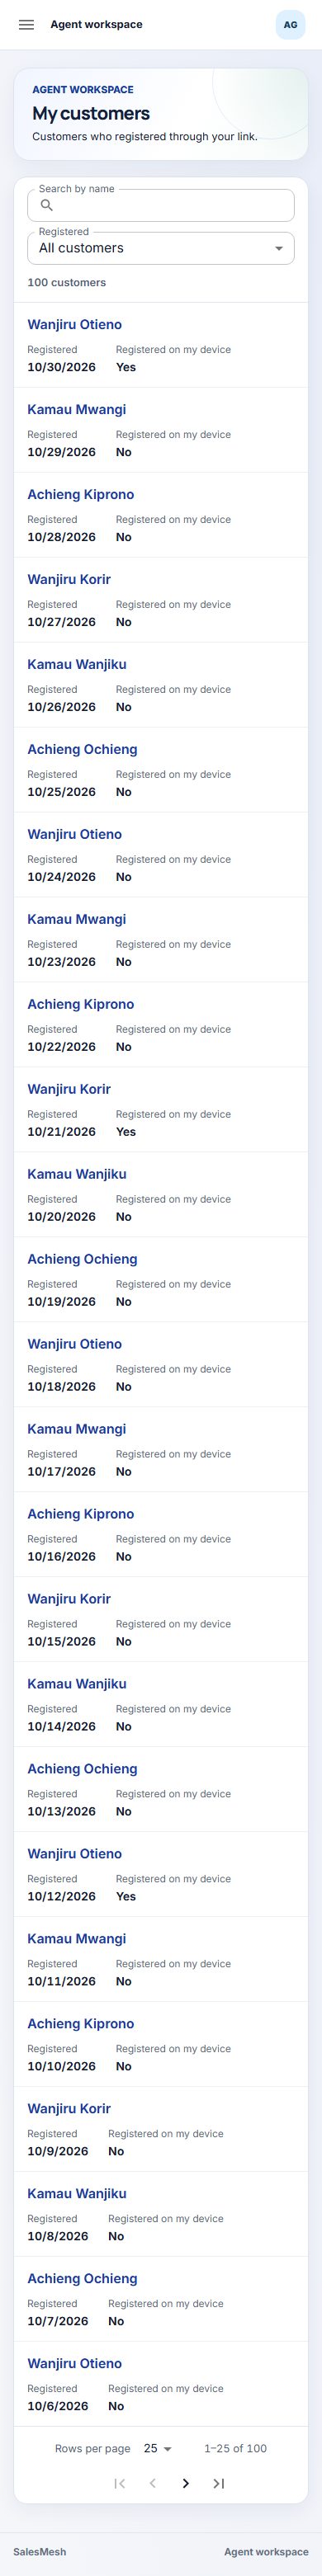 Agent workspace
AG
AGENT WORKSPACE
My customers
Customers who registered through your link.
Search by name
Registered
All customers
100 customers
Wanjiru Otieno
Registered Registered on my device
10/30/2026 Yes
Kamau Mwangi
Registered Registered on my device
10/29/2026 No
Achieng Kiprono
Registered Registered on my device
10/28/2026 No
Wanjiru Korir
Registered Registered on my device
10/27/2026 No
Kamau Wanjiku
Registered Registered on my device
10/26/2026 No
Achieng Ochieng
Registered Registered on my device
10/25/2026 No
Wanjiru Otieno
Registered Registered on my device
10/24/2026 No
Kamau Mwangi
Registered Registered on my device
10/23/2026 No
Achieng Kiprono
Registered Registered on my device
10/22/2026 No
Wanjiru Korir
Registered Registered on my device
10/21/2026 Yes
Kamau Wanjiku
Registered Registered on my device
10/20/2026 No
Achieng Ochieng
Registered Registered on my device
10/19/2026 No
Wanjiru Otieno
Registered Registered on my device
10/18/2026 No
Kamau Mwangi
Registered Registered on my device
10/17/2026 No
Achieng Kiprono
Registered Registered on my device
10/16/2026 No
Wanjiru Korir
Registered Registered on my device
10/15/2026 No
Kamau Wanjiku
Registered Registered on my device
10/14/2026 No
Achieng Ochieng
Registered Registered on my device
10/13/2026 No
Wanjiru Otieno
Registered Registered on my device
10/12/2026 Yes
Kamau Mwangi
Registered Registered on my device
10/11/2026 No
Achieng Kiprono
Registered Registered on my device
10/10/2026 No
Wanjiru Korir
Registered Registered on my device
10/9/2026 No
Kamau Wanjiku
Registered Registered on my device
10/8/2026 No
Achieng Ochieng
Registered Registered on my device
10/7/2026 No
Wanjiru Otieno
Registered Registered on my device
10/6/2026 No
Rows per page 25 1–25 of 100
SalesMesh Agent workspace